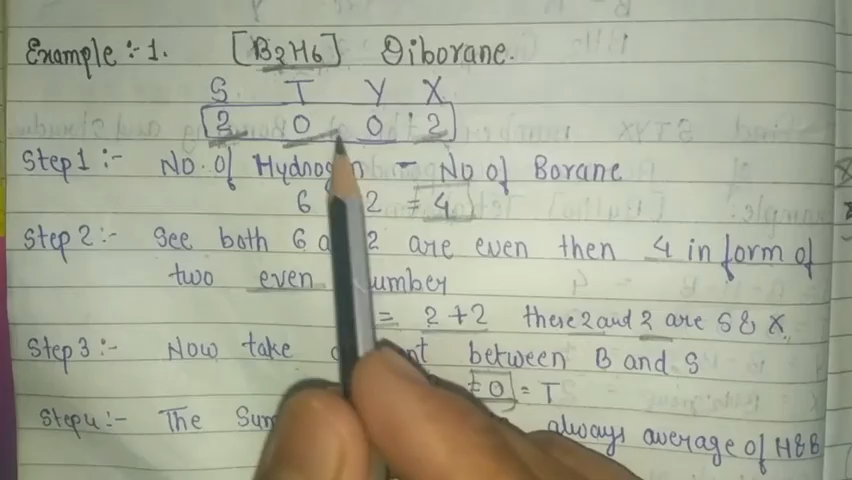 Example :- 1. [B2H6] Diborane.
S T Y X
2 0 0 2
Step 1 :- No. of Hydrogen - No of Borane
6 2 = 4
Step 2 :- See both 6 a 2 are even then 4 in form of
two even number
= 2 + 2 there 2 and 2 are S & X
Step 3 :- Now take between B and S
= 0 = T
Step 4 :- The Sum always average of H&B